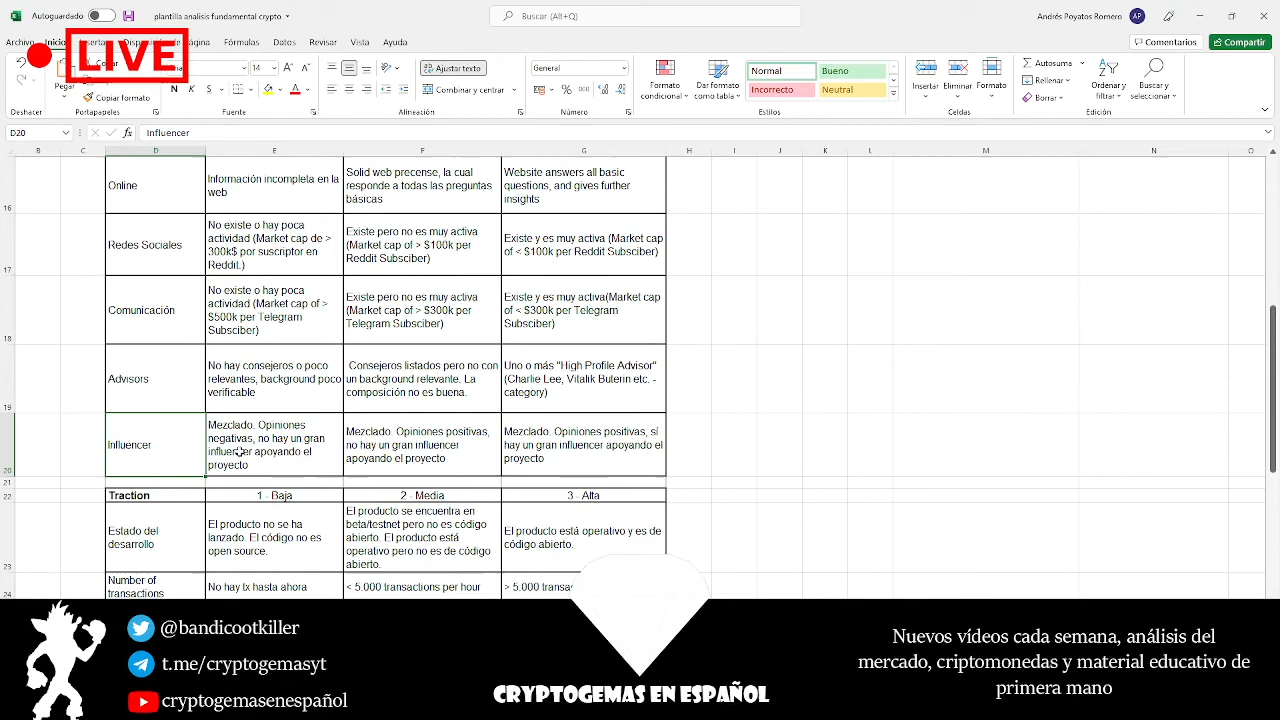 Autoguardado
plantilla analisis fundamental crypto
Buscar (Alt+Q)
Andrés Poyatos Romero
AP
Archivo
Inicio
Fórmulas
Datos
Revisar
Vista
Ayuda
Comentarios
Compartir
LIVE
Pegar
Copiar formato
14
N
K
S
Ajustar texto
Combinar y centrar
General
Formato condicional
Dar formato como tabla
Normal
Bueno
Incorrecto
Neutral
Insertar
Eliminar
Formato
Autosuma
Rellenar
Borrar
Ordenar y filtrar
Buscar y seleccionar
Deshacer
Portapapeles
Fuente
Alineación
Número
Estilos
Celdas
Edición
D20
fx
Influencer
B C D E F G H I J K L M N O
16
Online
Información incompleta en la
web
Solid web precense, la cual
responde a todas las preguntas
básicas
Website answers all basic
questions, and gives further
insights
17
Redes Sociales
No existe o hay poca
actividad (Market cap de >
300k$ por suscriptor en
Reddit.)
Existe pero no es muy activa
(Market cap of > $100k per
Reddit Subsciber)
Existe y es muy activa (Market cap
of < $100k per Reddit Subsciber)
18
Comunicación
No existe o hay poca
actividad (Market cap of >
$500k per Telegram
Subsciber)
Existe pero no es muy activa
(Market cap of > $300k per
Telegram Subsciber)
Existe y es muy activa(Market cap
of < $300k per Telegram
Subsciber)
19
Advisors
No hay consejeros o poco
relevantes, background poco
verificable
Consejeros listados pero no con
un background relevante. La
composición no es buena.
Uno o más "High Profile Advisor"
(Charlie Lee, Vitalik Buterin etc. -
category)
20
Influencer
Mezclado. Opiniones
negativas, no hay un gran
influencer apoyando el
proyecto
Mezclado. Opiniones positivas,
no hay un gran influencer
apoyando el proyecto
Mezclado. Opiniones positivas, sí
hay un gran influencer apoyando el
proyecto
21
22
Traction
1 - Baja
2 - Media
3 - Alta
23
Estado del
desarrollo
El producto no se ha
lanzado. El código no es
open source.
El producto se encuentra en
beta/testnet pero no es código
abierto. El producto está
operativo pero no es de código
abierto.
El producto está operativo y es de
código abierto.
24
Number of
transactions
No hay tx hasta ahora
< 5.000 transactions per hour
> 5.000
@bandicootkiller
t.me/cryptogemasyt
cryptogemasenespañol
CRYPTOGEMAS EN ESPAÑOL
Nuevos vídeos cada semana, análisis del
mercado, criptomonedas y material educativo de
primera mano